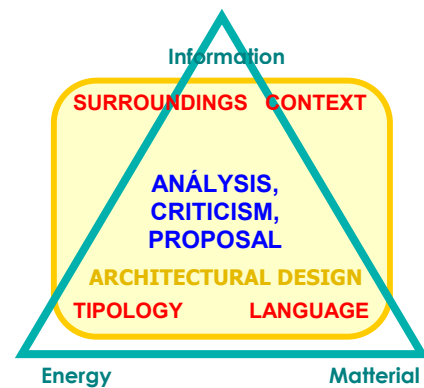 Information
SURROUNDINGS CONTEXT
ANÁLYSIS,
CRITICISM,
PROPOSAL
ARCHITECTURAL DESIGN
TIPOLOGY LANGUAGE
Energy Matterial